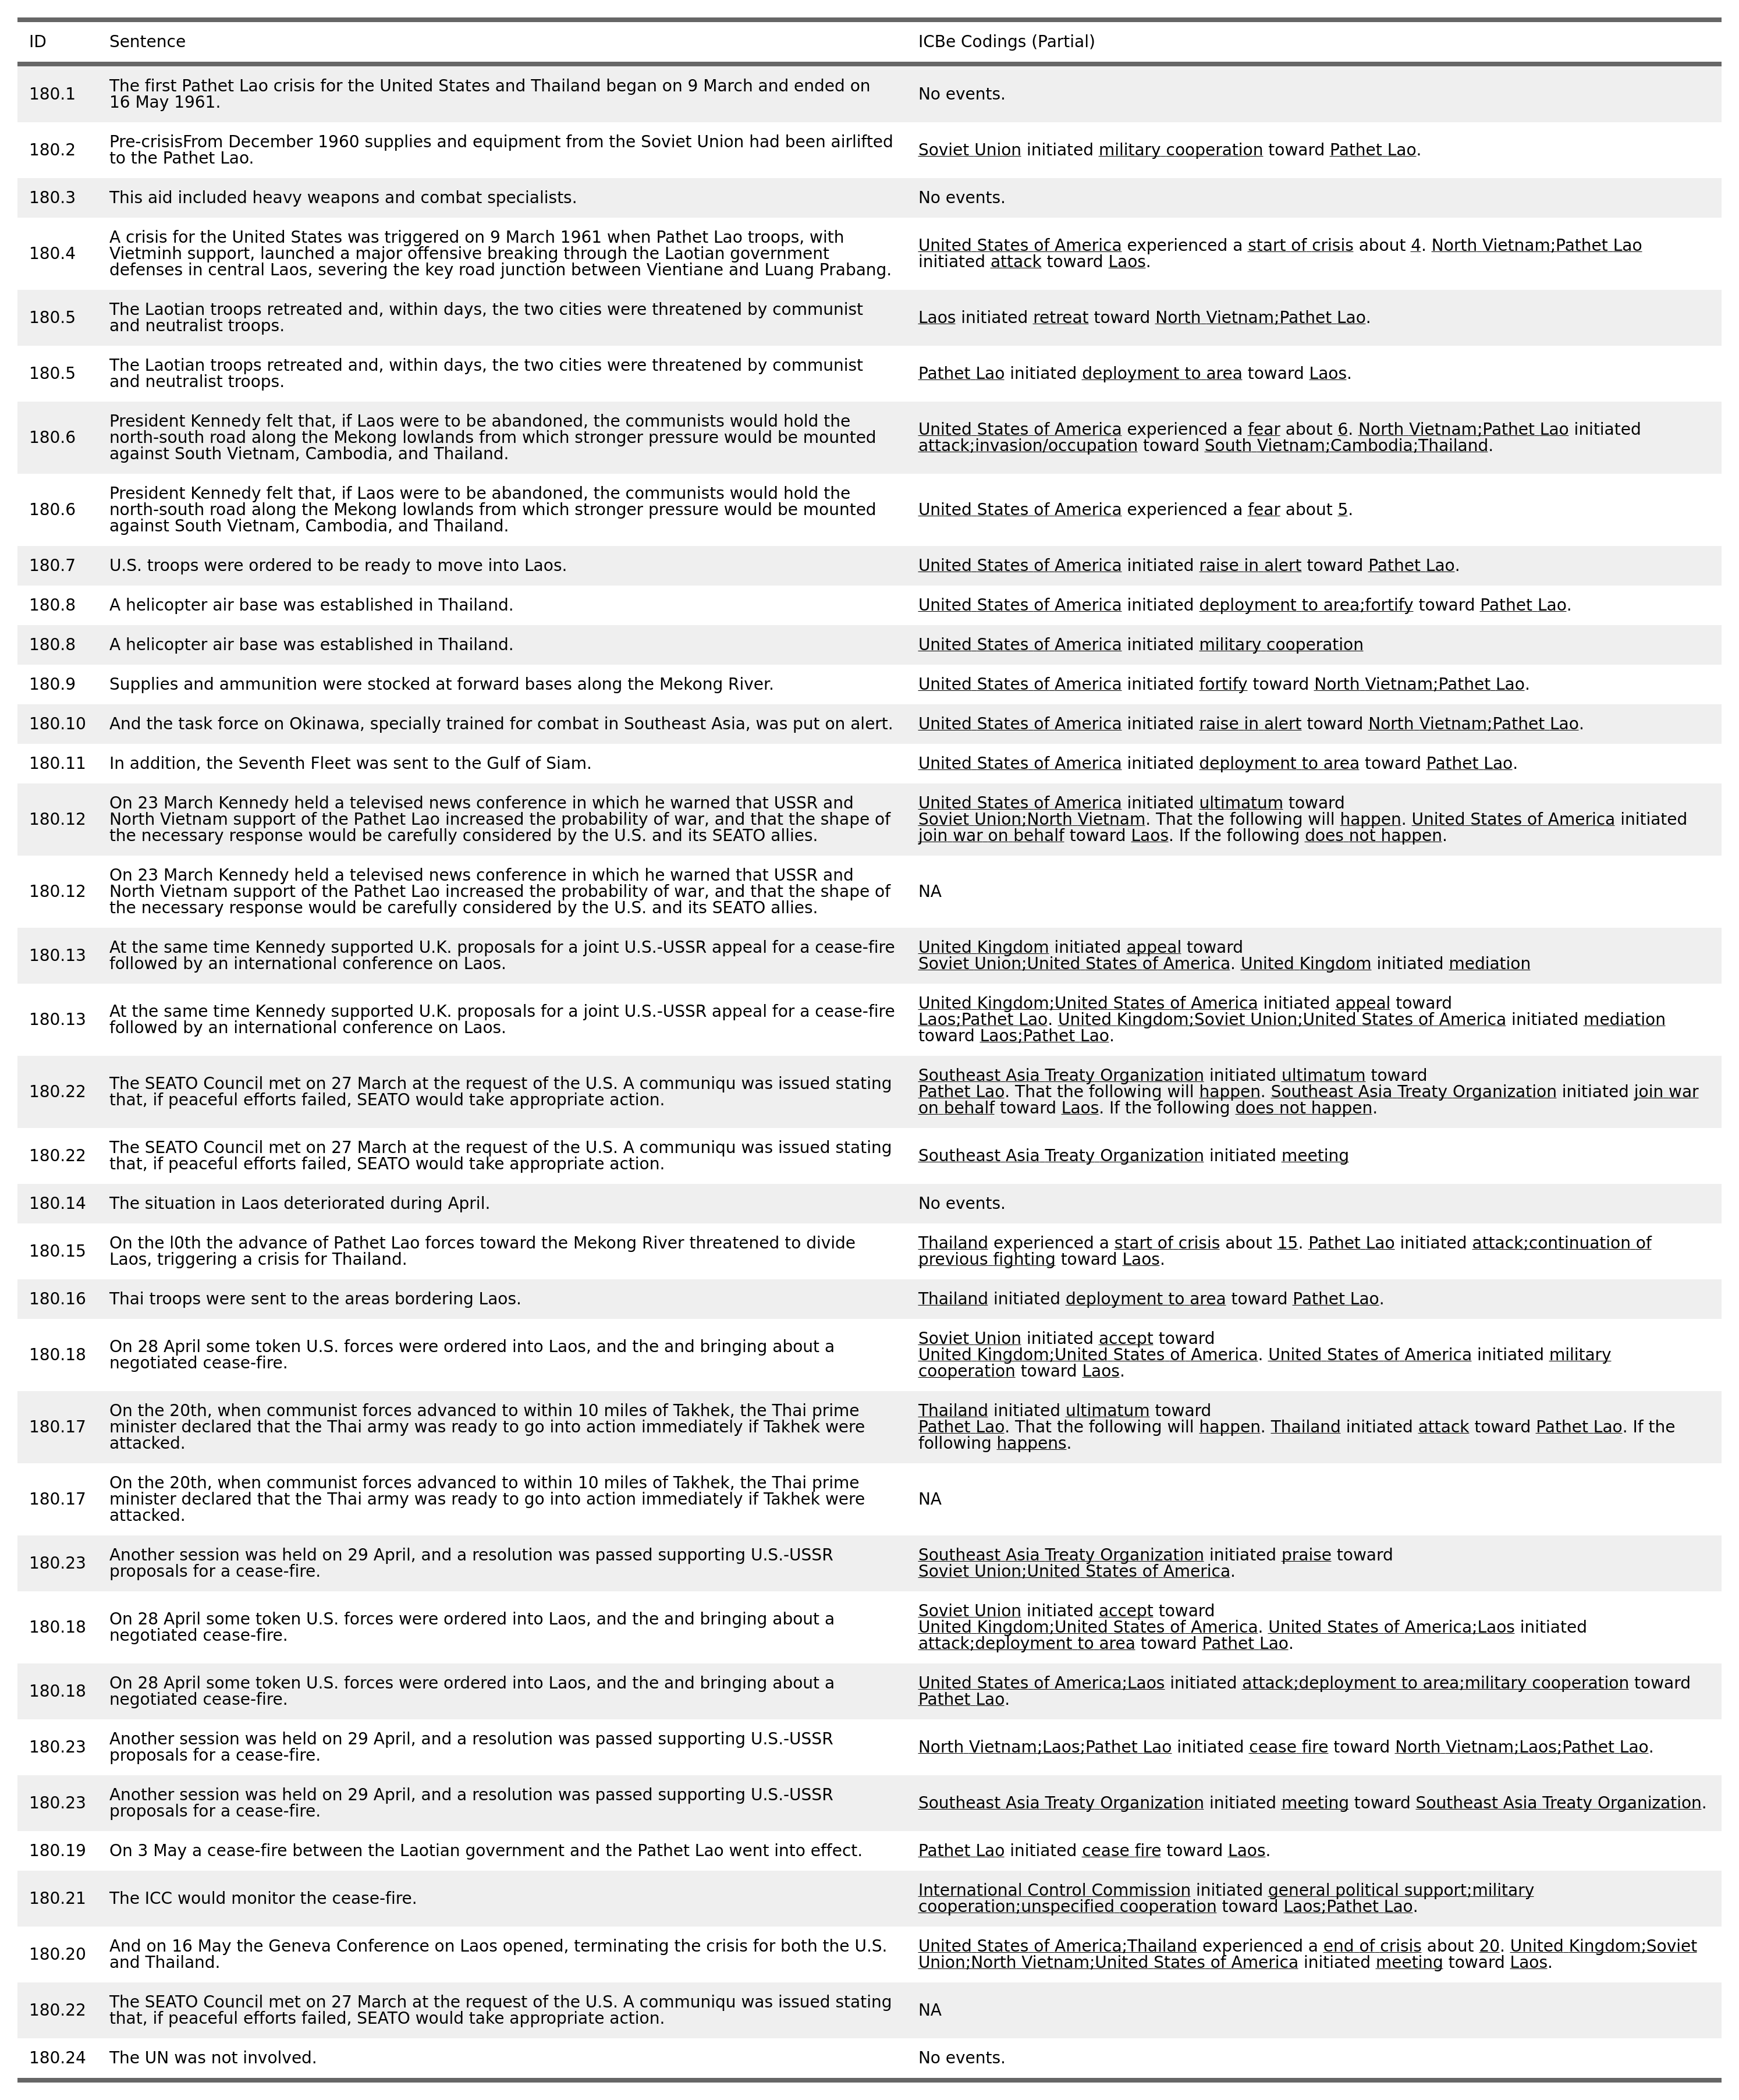 ID Sentence ICBe Codings (Partial)
180.1 The first Pathet Lao crisis for the United States and Thailand began on 9 March and ended on
16 May 1961.
No events.
180.2 Pre-crisisFrom December 1960 supplies and equipment from the Soviet Union had been airlifted
to the Pathet Lao.
Soviet Union initiated military cooperation toward Pathet Lao.
180.3 This aid included heavy weapons and combat specialists.
No events.
180.4 A crisis for the United States was triggered on 9 March 1961 when Pathet Lao troops, with
Vietminh support, launched a major offensive breaking through the Laotian government
defenses in central Laos, severing the key road junction between Vientiane and Luang Prabang.
United States of America experienced a start of crisis about 4. North Vietnam;Pathet Lao
initiated attack toward Laos.
180.5 The Laotian troops retreated and, within days, the two cities were threatened by communist
and neutralist troops.
Laos initiated retreat toward North Vietnam;Pathet Lao.
180.5 The Laotian troops retreated and, within days, the two cities were threatened by communist
and neutralist troops.
Pathet Lao initiated deployment to area toward Laos.
180.6 President Kennedy felt that, if Laos were to be abandoned, the communists would hold the
north-south road along the Mekong lowlands from which stronger pressure would be mounted
against South Vietnam, Cambodia, and Thailand.
United States of America experienced a fear about 6. North Vietnam;Pathet Lao initiated
attack;invasion/occupation toward South Vietnam;Cambodia;Thailand.
180.6 President Kennedy felt that, if Laos were to be abandoned, the communists would hold the
north-south road along the Mekong lowlands from which stronger pressure would be mounted
against South Vietnam, Cambodia, and Thailand.
United States of America experienced a fear about 5.
180.7 U.S. troops were ordered to be ready to move into Laos.
United States of America initiated raise in alert toward Pathet Lao.
180.8 A helicopter air base was established in Thailand.
United States of America initiated deployment to area;fortify toward Pathet Lao.
180.8 A helicopter air base was established in Thailand.
United States of America initiated military cooperation
180.9 Supplies and ammunition were stocked at forward bases along the Mekong River.
United States of America initiated fortify toward North Vietnam;Pathet Lao.
180.10 And the task force on Okinawa, specially trained for combat in Southeast Asia, was put on alert.
United States of America initiated raise in alert toward North Vietnam;Pathet Lao.
180.11 In addition, the Seventh Fleet was sent to the Gulf of Siam.
United States of America initiated deployment to area toward Pathet Lao.
180.12 On 23 March Kennedy held a televised news conference in which he warned that USSR and
North Vietnam support of the Pathet Lao increased the probability of war, and that the shape of
the necessary response would be carefully considered by the U.S. and its SEATO allies.
United States of America initiated ultimatum toward
Soviet Union;North Vietnam. That the following will happen. United States of America initiated
join war on behalf toward Laos. If the following does not happen.
180.12 On 23 March Kennedy held a televised news conference in which he warned that USSR and
North Vietnam support of the Pathet Lao increased the probability of war, and that the shape of
the necessary response would be carefully considered by the U.S. and its SEATO allies.
NA
180.13 At the same time Kennedy supported U.K. proposals for a joint U.S.-USSR appeal for a cease-fire
followed by an international conference on Laos.
United Kingdom initiated appeal toward
Soviet Union;United States of America. United Kingdom initiated mediation
180.13 At the same time Kennedy supported U.K. proposals for a joint U.S.-USSR appeal for a cease-fire
followed by an international conference on Laos.
United Kingdom;United States of America initiated appeal toward
Laos;Pathet Lao. United Kingdom;Soviet Union;United States of America initiated mediation
toward Laos;Pathet Lao.
180.22 The SEATO Council met on 27 March at the request of the U.S. A communiqu was issued stating
that, if peaceful efforts failed, SEATO would take appropriate action.
Southeast Asia Treaty Organization initiated ultimatum toward
Pathet Lao. That the following will happen. Southeast Asia Treaty Organization initiated join war
on behalf toward Laos. If the following does not happen.
180.22 The SEATO Council met on 27 March at the request of the U.S. A communiqu was issued stating
that, if peaceful efforts failed, SEATO would take appropriate action.
Southeast Asia Treaty Organization initiated meeting
180.14 The situation in Laos deteriorated during April.
No events.
180.15 On the l0th the advance of Pathet Lao forces toward the Mekong River threatened to divide
Laos, triggering a crisis for Thailand.
Thailand experienced a start of crisis about 15. Pathet Lao initiated attack;continuation of
previous fighting toward Laos.
180.16 Thai troops were sent to the areas bordering Laos.
Thailand initiated deployment to area toward Pathet Lao.
180.18 On 28 April some token U.S. forces were ordered into Laos, and the and bringing about a
negotiated cease-fire.
Soviet Union initiated accept toward
United Kingdom;United States of America. United States of America initiated military
cooperation toward Laos.
180.17 On the 20th, when communist forces advanced to within 10 miles of Takhek, the Thai prime
minister declared that the Thai army was ready to go into action immediately if Takhek were
attacked.
Thailand initiated ultimatum toward
Pathet Lao. That the following will happen. Thailand initiated attack toward Pathet Lao. If the
following happens.
180.17 On the 20th, when communist forces advanced to within 10 miles of Takhek, the Thai prime
minister declared that the Thai army was ready to go into action immediately if Takhek were
attacked.
NA
180.23 Another session was held on 29 April, and a resolution was passed supporting U.S.-USSR
proposals for a cease-fire.
Southeast Asia Treaty Organization initiated praise toward
Soviet Union;United States of America.
180.18 On 28 April some token U.S. forces were ordered into Laos, and the and bringing about a
negotiated cease-fire.
Soviet Union initiated accept toward
United Kingdom;United States of America. United States of America;Laos initiated
attack;deployment to area toward Pathet Lao.
180.18 On 28 April some token U.S. forces were ordered into Laos, and the and bringing about a
negotiated cease-fire.
United States of America;Laos initiated attack;deployment to area;military cooperation toward
Pathet Lao.
180.23 Another session was held on 29 April, and a resolution was passed supporting U.S.-USSR
proposals for a cease-fire.
North Vietnam;Laos;Pathet Lao initiated cease fire toward North Vietnam;Laos;Pathet Lao.
180.23 Another session was held on 29 April, and a resolution was passed supporting U.S.-USSR
proposals for a cease-fire.
Southeast Asia Treaty Organization initiated meeting toward Southeast Asia Treaty Organization.
180.19 On 3 May a cease-fire between the Laotian government and the Pathet Lao went into effect.
Pathet Lao initiated cease fire toward Laos.
180.21 The ICC would monitor the cease-fire.
International Control Commission initiated general political support;military
cooperation;unspecified cooperation toward Laos;Pathet Lao.
180.20 And on 16 May the Geneva Conference on Laos opened, terminating the crisis for both the U.S.
and Thailand.
United States of America;Thailand experienced a end of crisis about 20. United Kingdom;Soviet
Union;North Vietnam;United States of America initiated meeting toward Laos.
180.22 The SEATO Council met on 27 March at the request of the U.S. A communiqu was issued stating
that, if peaceful efforts failed, SEATO would take appropriate action.
NA
180.24 The UN was not involved.
No events.